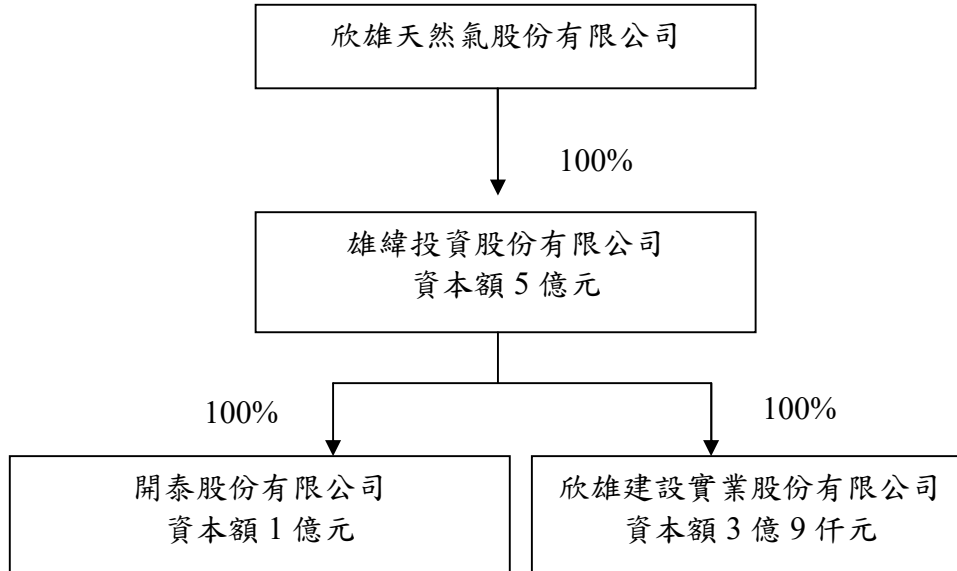 欣雄天然氣股份有限公司
100%
雄緯投資股份有限公司
資本額 5 億元
100%
100%
開泰股份有限公司
資本額 1 億元
欣雄建設實業股份有限公司
資本額 3 億 9 仟元